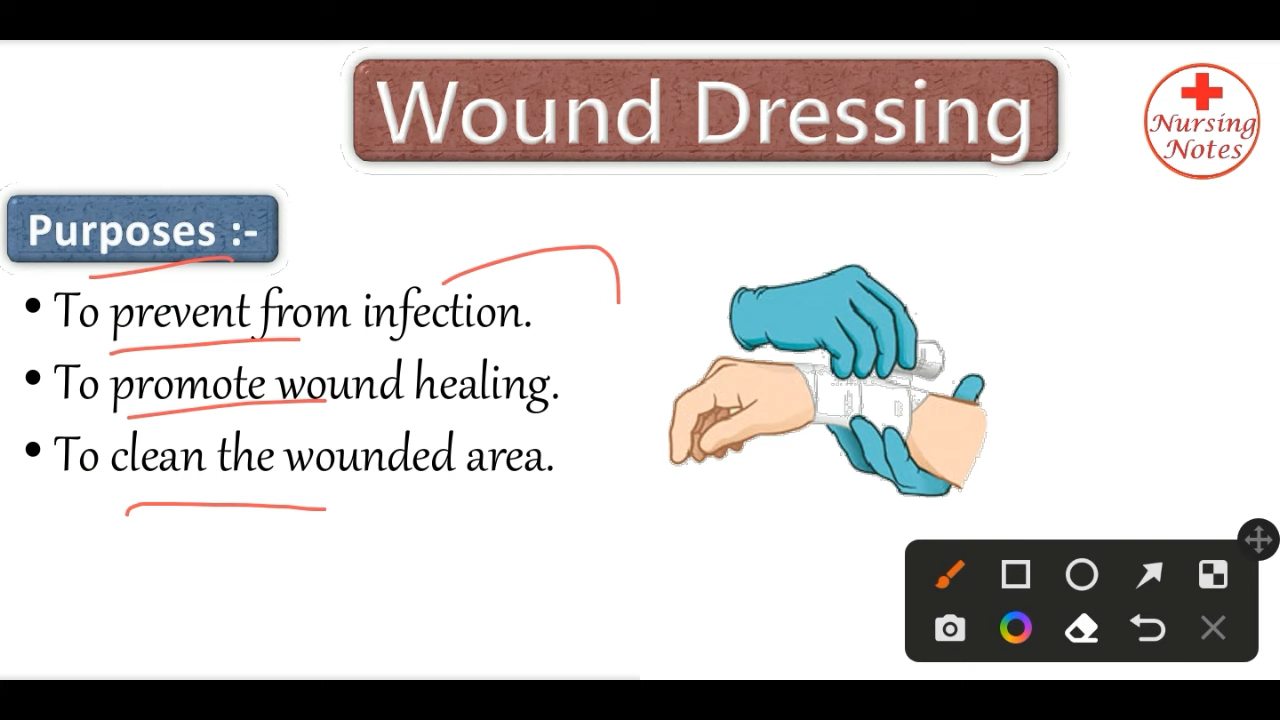 Wound Dressing
Nursing
Notes
Purposes :-
• To prevent from infection.
• To promote wound healing.
• To clean the wounded area.